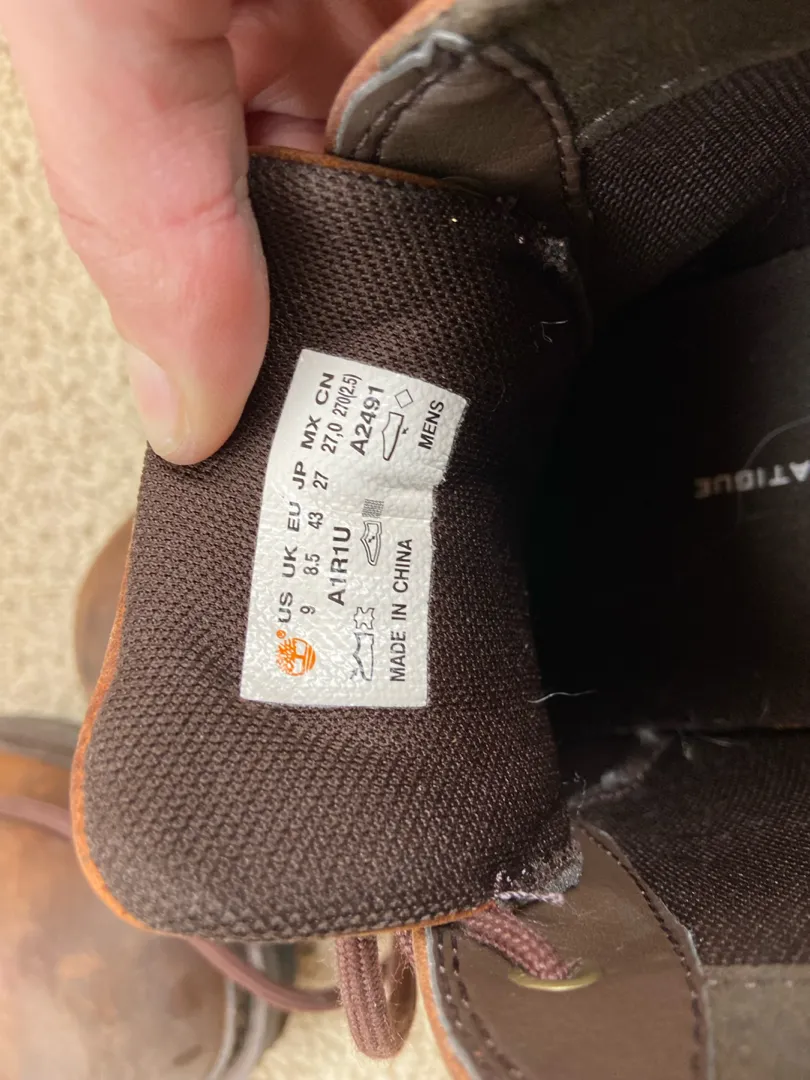 US UK EU JP MX CN
9 8.5 43 27 27,0 270(2.5)
A1R1U A2491
MADE IN CHINA MENS
ATIGUE